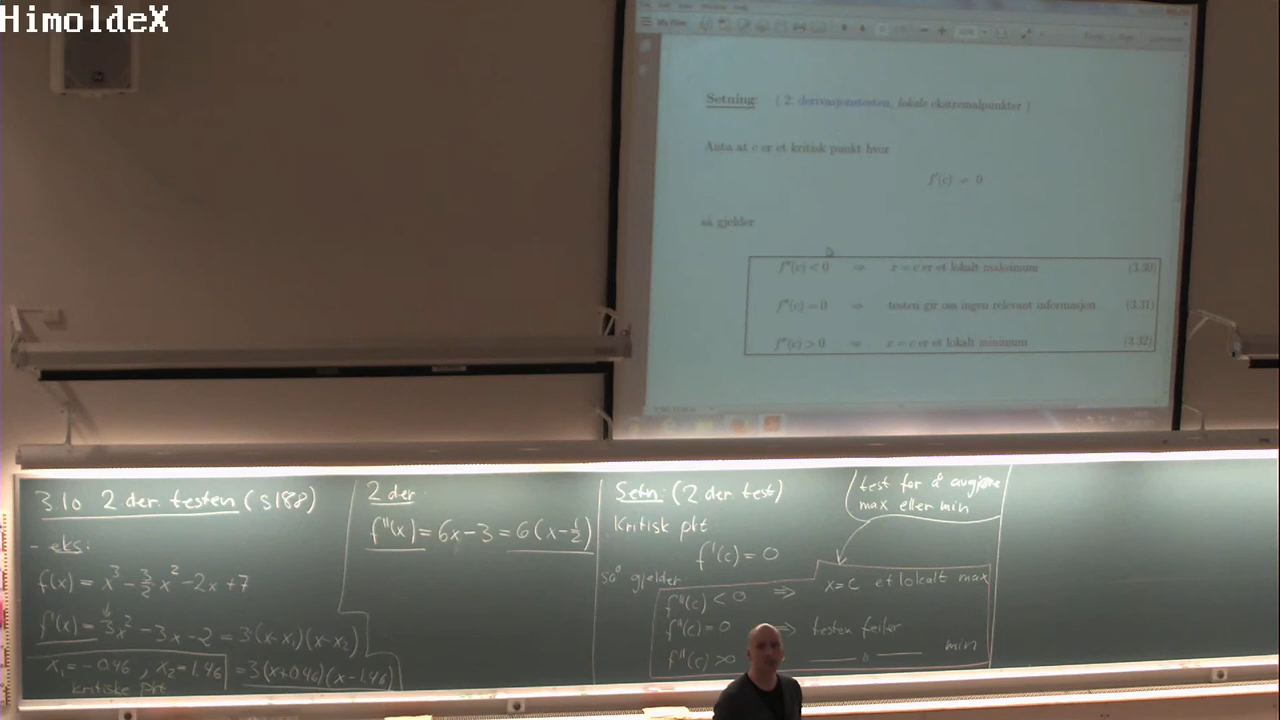 HimoldeX
My Files
Setning: ( 2. derivasjonstesten, lokale ekstremalpunkter )
Anta at c er et kritisk punkt hvor
f'(c) = 0
så gjelder
f''(c) < 0 ⇒ x = c er et lokalt maksimum (3.30)
f''(c) = 0 ⇒ testen gir oss ingen relevant informasjon (3.31)
f''(c) > 0 ⇒ x = c er et lokalt minimum (3.32)
3.10 2 der. testen (s188)
- eks:
f(x) = x³ - 3/2 x² - 2x + 7
f'(x) = 3x² - 3x - 2 = 3(x-x₁)(x-x₂)
x₁ = -0.46 , x₂ = 1.46 = 3(x+0.46)(x-1.46)
kritiske pkt
2 der.
f''(x) = 6x - 3 = 6(x - 1/2)
Setn: (2 der. test)
Kritisk pkt
f'(c) = 0
så gjelder
f''(c) < 0 ⇒ x = c et lokalt max
f''(c) = 0 ⇒ testen feiler
f''(c) > 0 —— " —— min
test for å avgjøre
max eller min